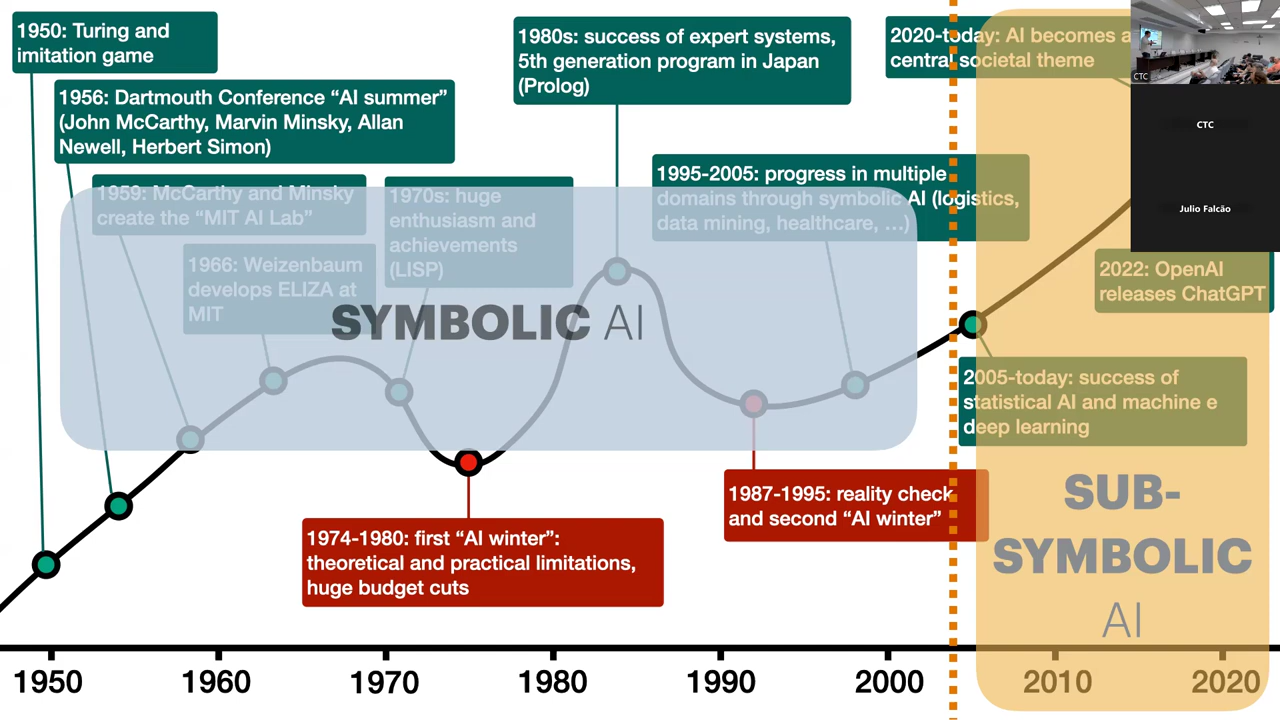 1950: Turing and
imitation game
1956: Dartmouth Conference “AI summer”
(John McCarthy, Marvin Minsky, Allan
Newell, Herbert Simon)
1959: McCarthy and Minsky
create the “MIT AI Lab”
1966: Weizenbaum
develops ELIZA at
MIT
1970s: huge
enthusiasm and
achievements
(LISP)
1980s: success of expert systems,
5th generation program in Japan
(Prolog)
1995-2005: progress in multiple
domains through symbolic AI (logistics,
data mining, healthcare, …)
2020-today: AI becomes a
central societal theme
CTC
CTC
Julio Falcão
2022: OpenAI
releases ChatGPT
SYMBOLIC AI
2005-today: success of
statistical AI and machine e
deep learning
1987-1995: reality check
and second “AI winter”
1974-1980: first “AI winter”:
theoretical and practical limitations,
huge budget cuts
SUB-
SYMBOLIC
AI
1950 1960 1970 1980 1990 2000 2010 2020